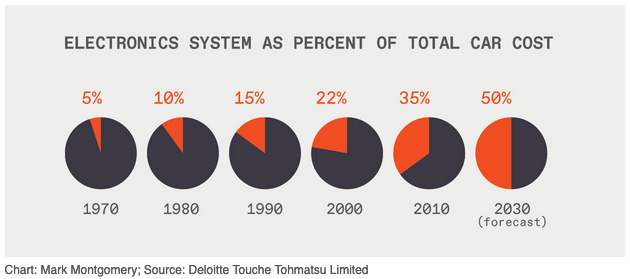 ELECTRONICS SYSTEM AS PERCENT OF TOTAL CAR COST
5% 10% 15% 22% 35% 50%
1970 1980 1990 2000 2010 2030
(forecast)
Chart: Mark Montgomery; Source: Deloitte Touche Tohmatsu Limited